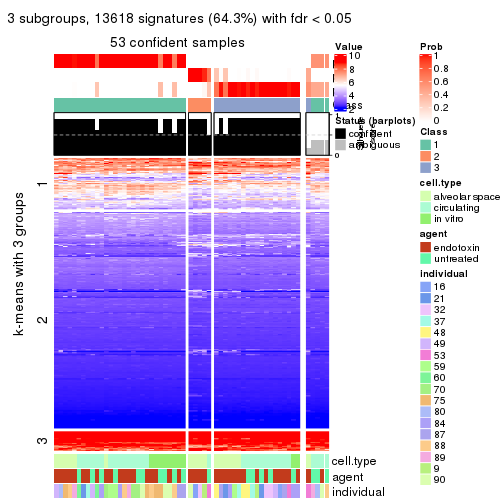 3 subgroups, 13618 signatures (64.3%) with fdr < 0.05
53 confident samples
k-means with 3 groups
1
2
3
cell.type
agent
individual
Value
10
8
6
4
2
Status (barplots)
confident
ambiguous
0
Prob
1
0.8
0.6
0.4
0.2
0
Class
1
2
3
cell.type
alveolar space
circulating
in vitro
agent
endotoxin
untreated
individual
16
21
32
37
48
49
53
59
60
70
75
80
84
87
88
89
9
90